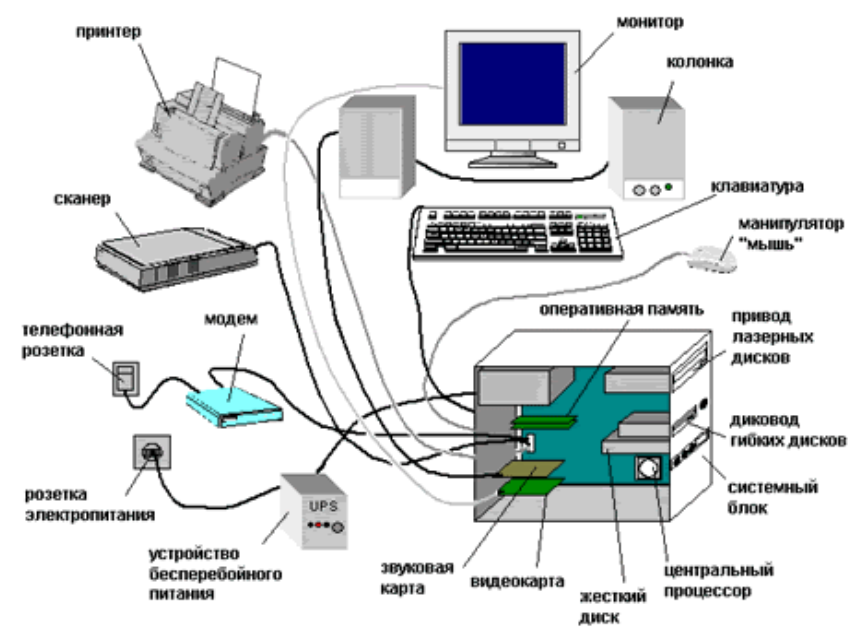 принтер
монитор
колонка
сканер
клавиатура
манипулятор
"мышь"
телефонная
розетка
модем
оперативная память
привод
лазерных
дисков
диковод
гибких дисков
розетка
электропитания
UPS
системный
блок
устройство
бесперебойного
питания
звуковая
карта
видеокарта
жесткий
диск
центральный
процессор